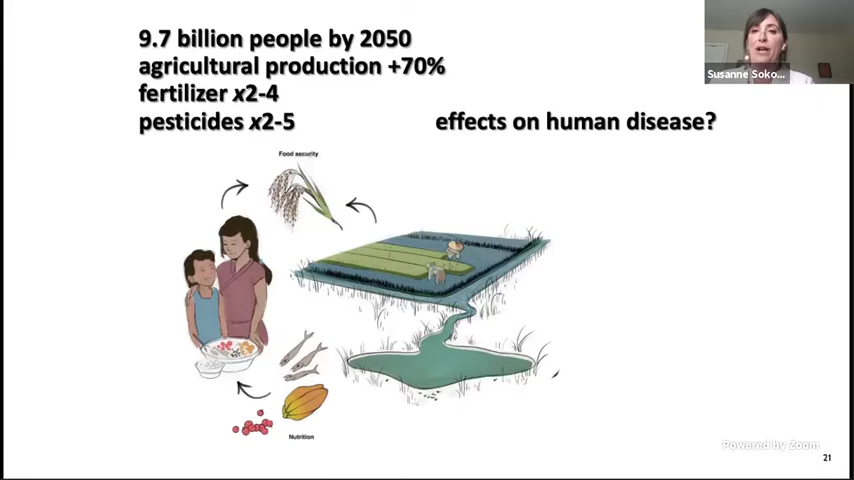 9.7 billion people by 2050
agricultural production +70%
fertilizer x2-4
pesticides x2-5
effects on human disease?
Susanne Soko...
Food security
Nutrition
Powered by Zoom
21